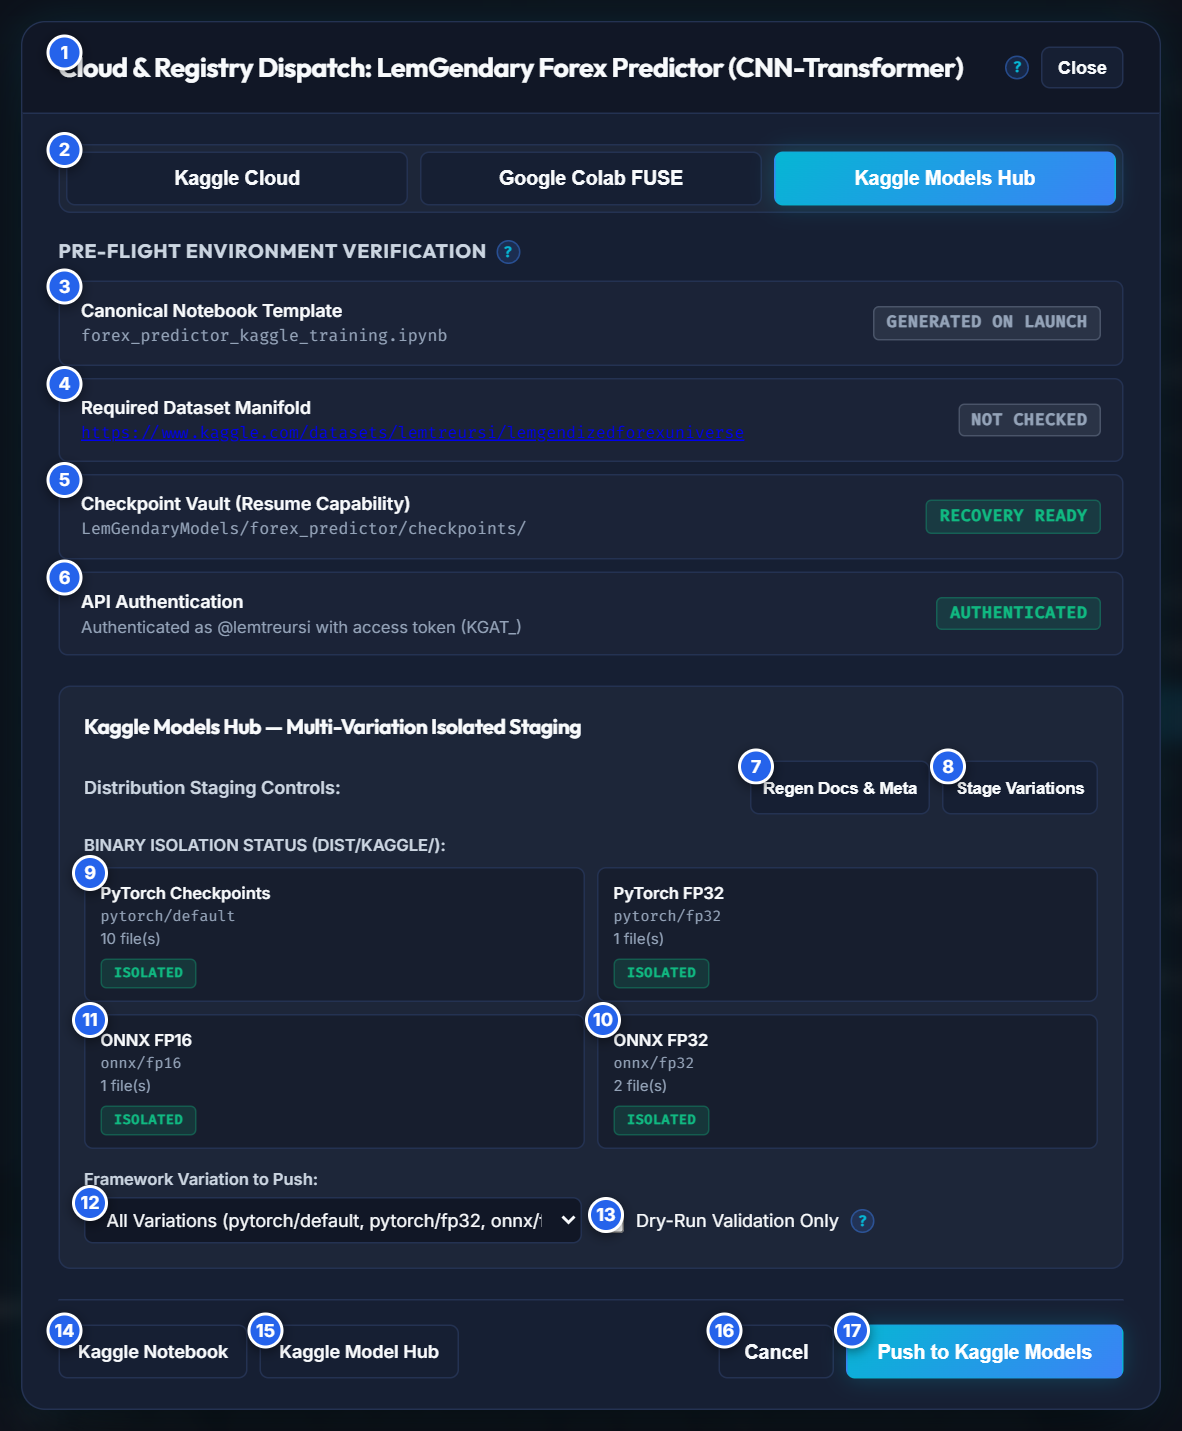 1
Cloud & Registry Dispatch: LemGendary Forex Predictor (CNN-Transformer)
?
Close
2
Kaggle Cloud
Google Colab FUSE
Kaggle Models Hub
PRE-FLIGHT ENVIRONMENT VERIFICATION ?
3
Canonical Notebook Template
forex_predictor_kaggle_training.ipynb
GENERATED ON LAUNCH
4
Required Dataset Manifold
https://www.kaggle.com/datasets/lemtreursi/lemgendizedforexuniverse
NOT CHECKED
5
Checkpoint Vault (Resume Capability)
LemGendaryModels/forex_predictor/checkpoints/
RECOVERY READY
6
API Authentication
Authenticated as @lemtreursi with access token (KGAT_)
AUTHENTICATED
Kaggle Models Hub — Multi-Variation Isolated Staging
Distribution Staging Controls:
7
Regen Docs & Meta
8
Stage Variations
BINARY ISOLATION STATUS (DIST/KAGGLE/):
9
PyTorch Checkpoints
pytorch/default
10 file(s)
ISOLATED
PyTorch FP32
pytorch/fp32
1 file(s)
ISOLATED
11
ONNX FP16
onnx/fp16
1 file(s)
ISOLATED
10
ONNX FP32
onnx/fp32
2 file(s)
ISOLATED
Framework Variation to Push:
12
All Variations (pytorch/default, pytorch/fp32, onnx/f
13
Dry-Run Validation Only ?
14
Kaggle Notebook
15
Kaggle Model Hub
16
Cancel
17
Push to Kaggle Models